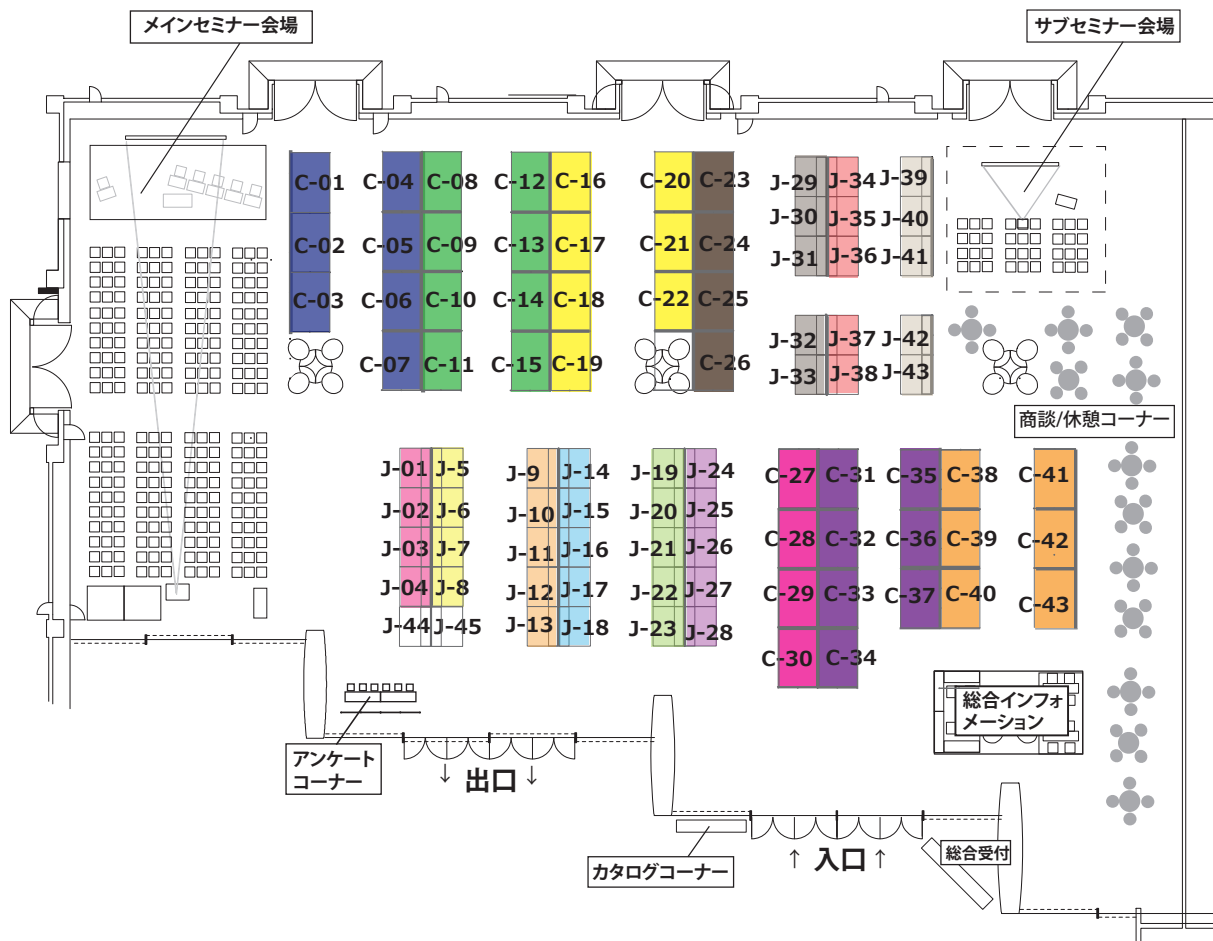 メインセミナー会場
サブセミナー会場
C-01 C-04 C-08 C-12 C-16 C-20 C-23 J-29 J-34 J-39
C-02 C-05 C-09 C-13 C-17 C-21 C-24 J-30 J-35 J-40
J-31 J-36 J-41
C-03 C-06 C-10 C-14 C-18 C-22 C-25
J-32 J-37 J-42
C-07 C-11 C-15 C-19 C-26 J-33 J-38 J-43
商談/休憩コーナー
J-01 J-5 J-9 J-14 J-19 J-24 C-27 C-31 C-35 C-38 C-41
J-02 J-6 J-10 J-15 J-20 J-25
J-03 J-7 J-11 J-16 J-21 J-26 C-28 C-32 C-36 C-39 C-42
J-04 J-8 J-12 J-17 J-22 J-27 C-29 C-33 C-37 C-40 C-43
J-44 J-45 J-13 J-18 J-23 J-28
C-30 C-34
総合インフォ
メーション
アンケート
コーナー
↓ 出口 ↓
カタログコーナー
↑ 入口 ↑
総合受付